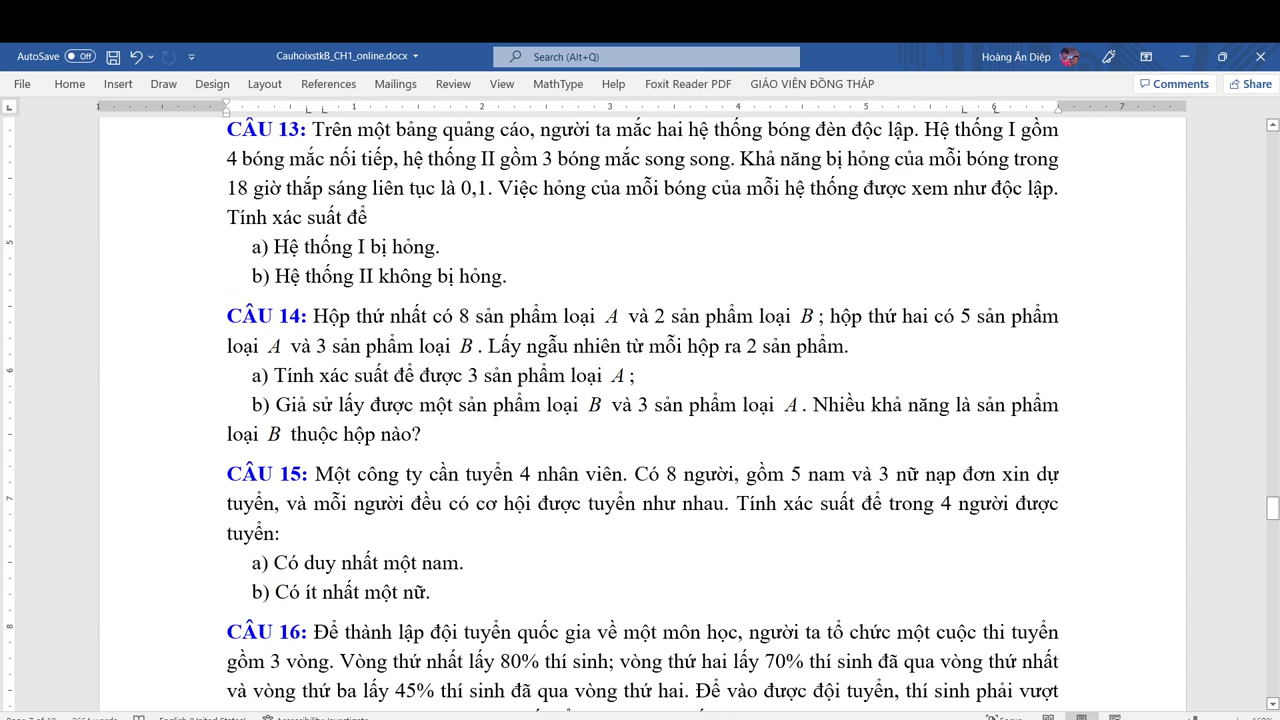 AutoSave Off Cauhoixstk B_CH1_online.docx Search (Alt+Q) Hoàng Ân Diệp
File Home Insert Draw Design Layout References Mailings Review View MathType Help Foxit Reader PDF GIÁO VIÊN ĐỒNG THÁP Comments Share
1 1 2 3 4 5 6 7
CÂU 13: Trên một bảng quảng cáo, người ta mắc hai hệ thống bóng đèn độc lập. Hệ thống I gồm
4 bóng mắc nối tiếp, hệ thống II gồm 3 bóng mắc song song. Khả năng bị hỏng của mỗi bóng trong
18 giờ thắp sáng liên tục là 0,1. Việc hỏng của mỗi bóng của mỗi hệ thống được xem như độc lập.
Tính xác suất để
5
a) Hệ thống I bị hỏng.
b) Hệ thống II không bị hỏng.
CÂU 14: Hộp thứ nhất có 8 sản phẩm loại A và 2 sản phẩm loại B; hộp thứ hai có 5 sản phẩm
loại A và 3 sản phẩm loại B. Lấy ngẫu nhiên từ mỗi hộp ra 2 sản phẩm.
6
a) Tính xác suất để được 3 sản phẩm loại A;
b) Giả sử lấy được một sản phẩm loại B và 3 sản phẩm loại A. Nhiều khả năng là sản phẩm
loại B thuộc hộp nào?
CÂU 15: Một công ty cần tuyển 4 nhân viên. Có 8 người, gồm 5 nam và 3 nữ nạp đơn xin dự
7
tuyển, và mỗi người đều có cơ hội được tuyển như nhau. Tính xác suất để trong 4 người được
tuyển:
a) Có duy nhất một nam.
b) Có ít nhất một nữ.
8
CÂU 16: Để thành lập đội tuyển quốc gia về một môn học, người ta tổ chức một cuộc thi tuyển
gồm 3 vòng. Vòng thứ nhất lấy 80% thí sinh; vòng thứ hai lấy 70% thí sinh đã qua vòng thứ nhất
và vòng thứ ba lấy 45% thí sinh đã qua vòng thứ hai. Để vào được đội tuyển, thí sinh phải vượt